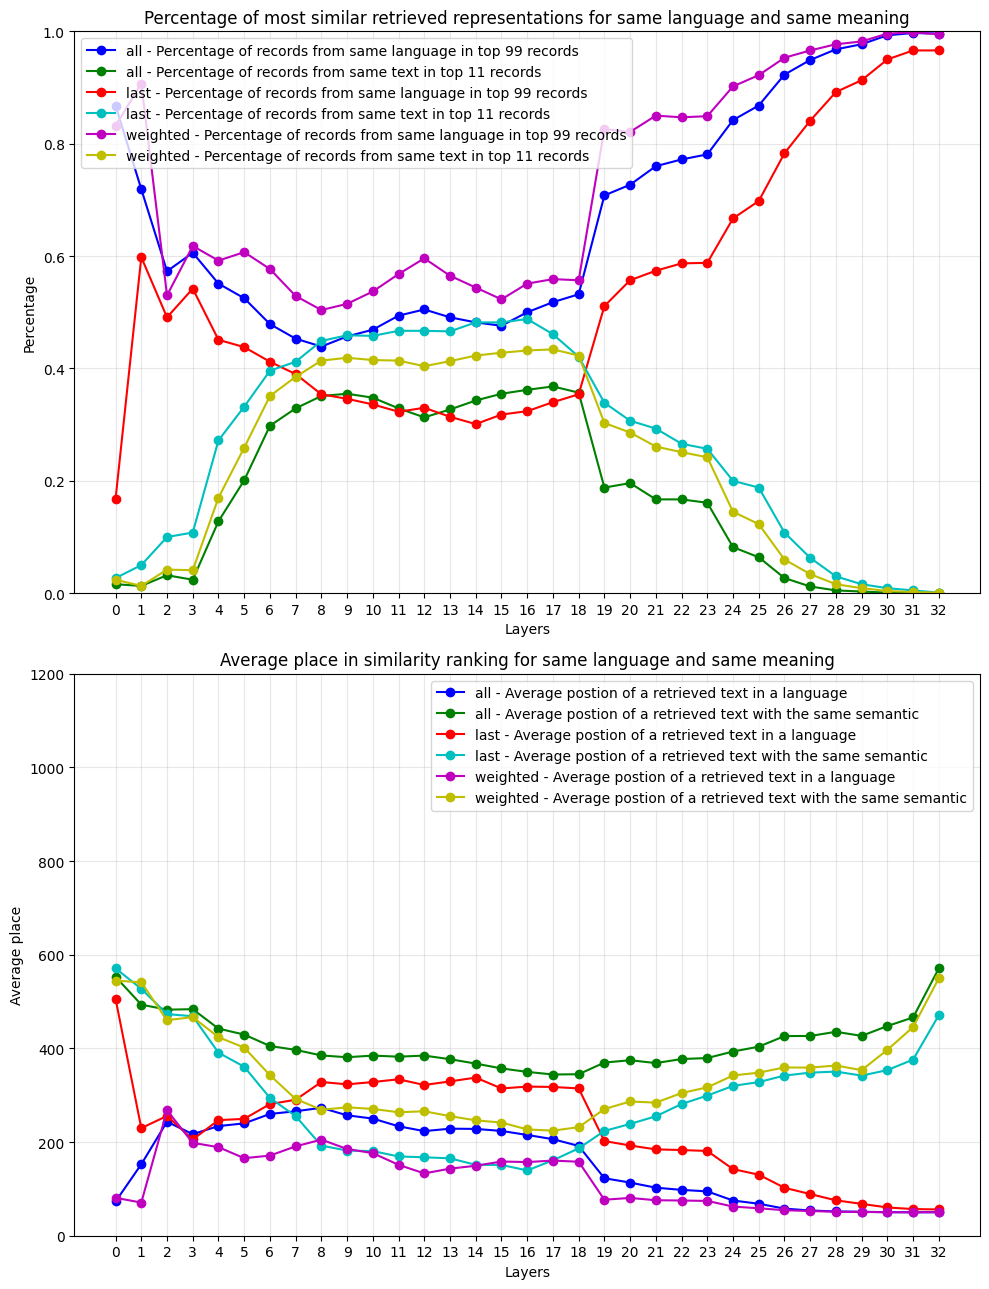 Percentage of most similar retrieved representations for same language and same meaning
1.0
all - Percentage of records from same language in top 99 records
all - Percentage of records from same text in top 11 records
last - Percentage of records from same language in top 99 records
last - Percentage of records from same text in top 11 records
weighted - Percentage of records from same language in top 99 records
weighted - Percentage of records from same text in top 11 records
0.8
0.6
Percentage
0.4
0.2
0.0
0 1 2 3 4 5 6 7 8 9 10 11 12 13 14 15 16 17 18 19 20 21 22 23 24 25 26 27 28 29 30 31 32
Layers
Average place in similarity ranking for same language and same meaning
1200
all - Average postion of a retrieved text in a language
all - Average postion of a retrieved text with the same semantic
last - Average postion of a retrieved text in a language
last - Average postion of a retrieved text with the same semantic
weighted - Average postion of a retrieved text in a language
weighted - Average postion of a retrieved text with the same semantic
1000
800
600
Average place
400
200
0
0 1 2 3 4 5 6 7 8 9 10 11 12 13 14 15 16 17 18 19 20 21 22 23 24 25 26 27 28 29 30 31 32
Layers